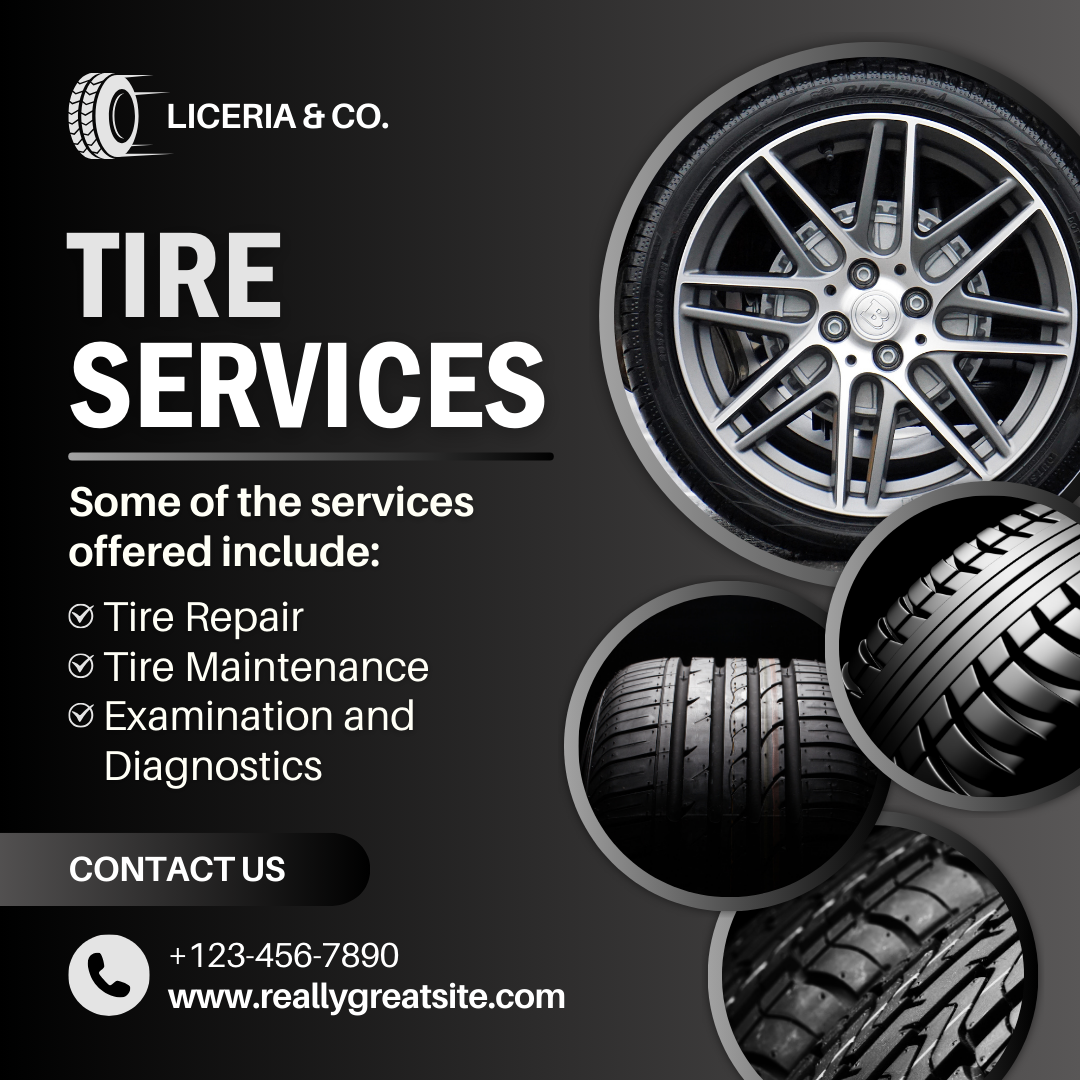 LICERIA & CO.
TIRE
SERVICES
Some of the services
offered include:
Tire Repair
Tire Maintenance
Examination and
Diagnostics
CONTACT US
+123-456-7890
www.reallygreatsite.com
B